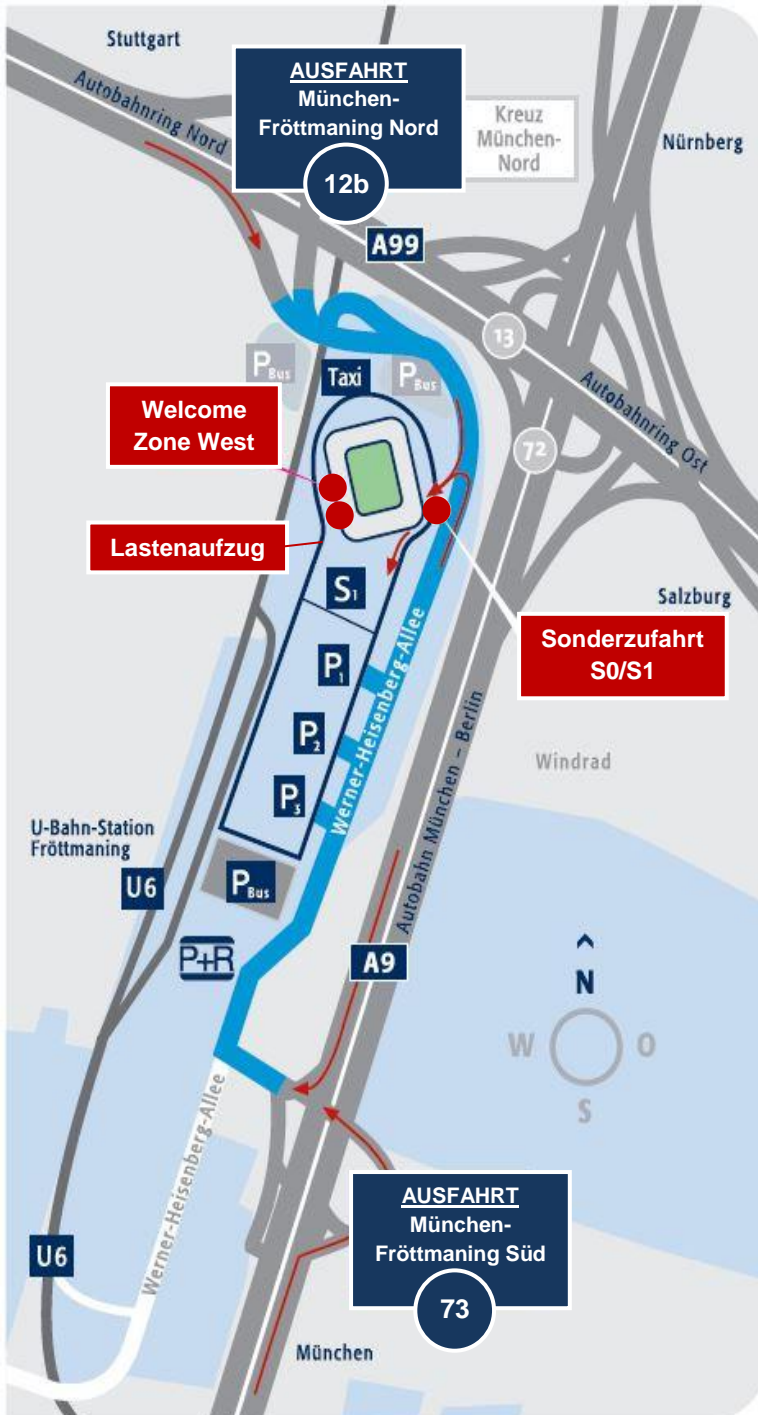 Stuttgart
Autobahnring Nord
AUSFAHRT
München-
Fröttmaning Nord
12b
Kreuz
München-
Nord
Nürnberg
A99
13
Autobahnring Ost
72
P Bus
Taxi
P Bus
Welcome
Zone West
Lastenaufzug
S1
Salzburg
Sonderzufahrt
S0/S1
P1
P2
P3
Werner-Heisenberg-Allee
Autobahn München – Berlin
Windrad
U-Bahn-Station
Fröttmaning
U6
P Bus
P+R
A9
N
W
O
S
Werner-Heisenberg-Allee
AUSFAHRT
München-
Fröttmaning Süd
73
U6
München